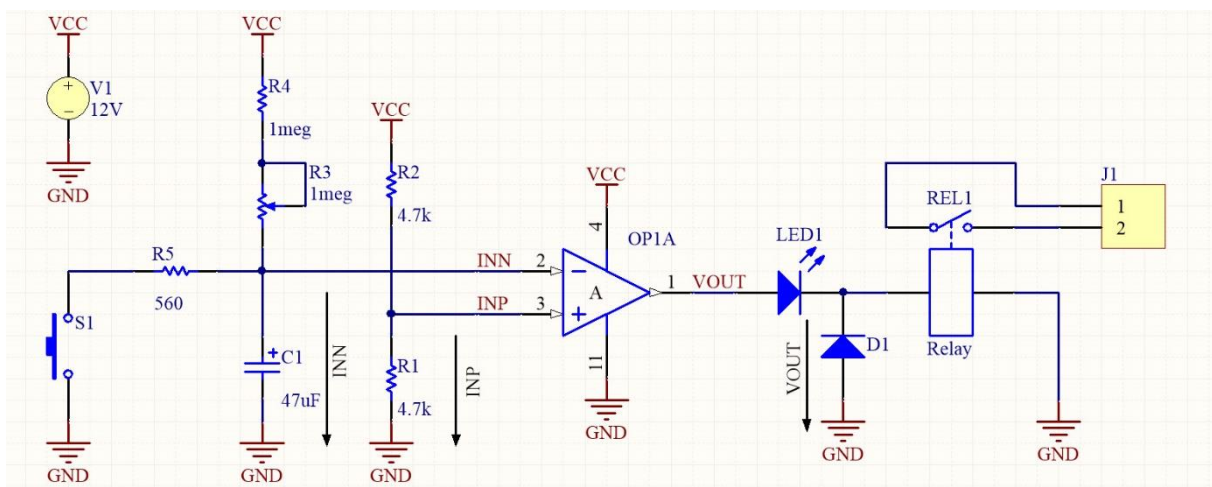 VCC
V1
12V
GND
VCC
R4
1meg
R3
1meg
R5
560
S1
GND
C1
47uF
GND
INN
VCC
R2
4.7k
R1
4.7k
GND
INP
INN
INP
2
3
VCC
4
OP1A
A
1
11
GND
VOUT
LED1
VOUT
D1
GND
REL1
Relay
GND
J1
1
2